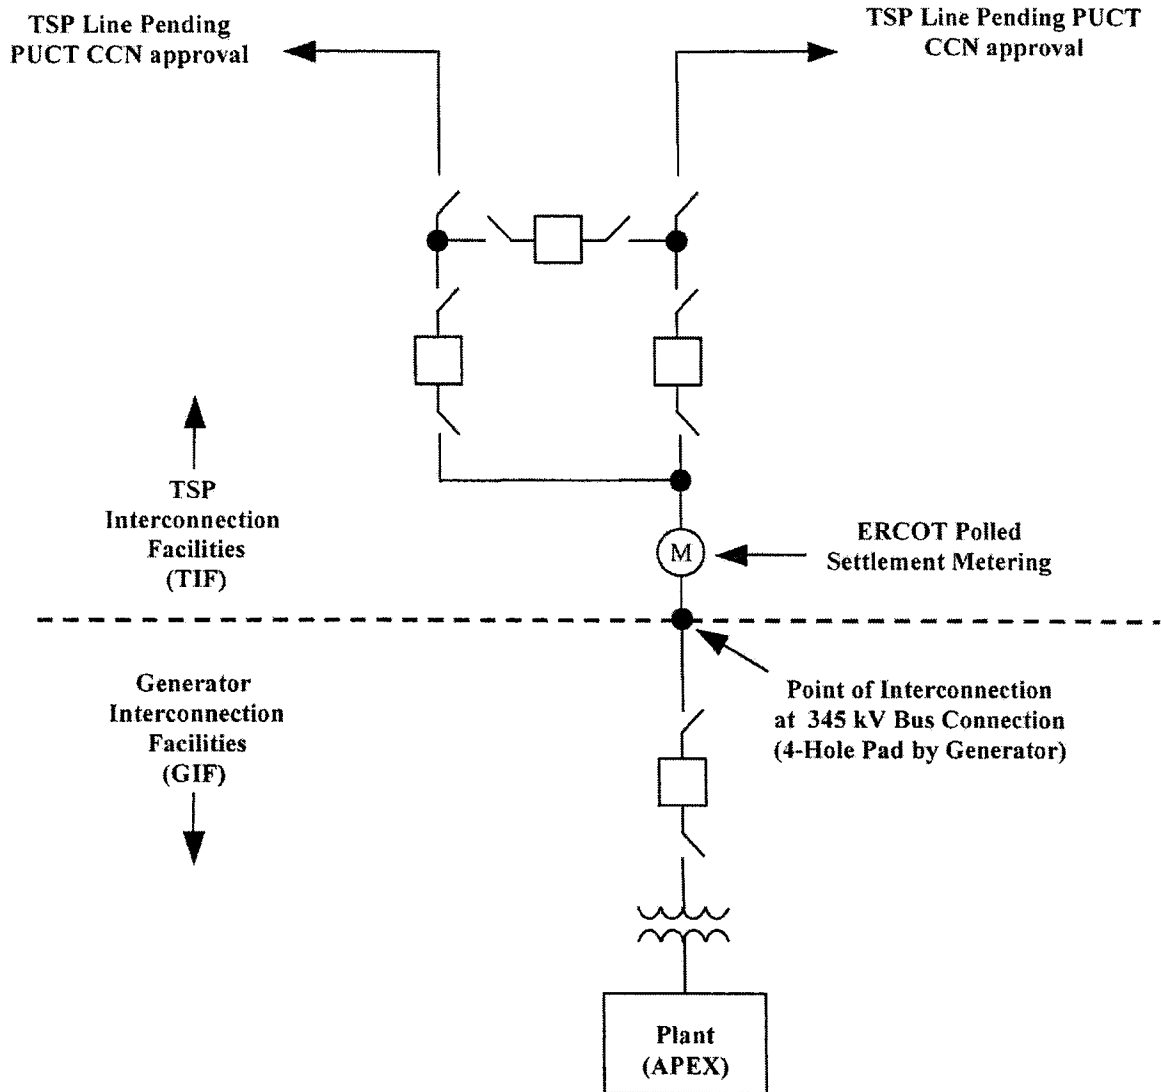 TSP Line Pending
PUCT CCN approval
TSP Line Pending PUCT
CCN approval
TSP
Interconnection
Facilities
(TIF)
M
ERCOT Polled
Settlement Metering
Generator
Interconnection
Facilities
(GIF)
Point of Interconnection
at 345 kV Bus Connection
(4-Hole Pad by Generator)
Plant
(APEX)